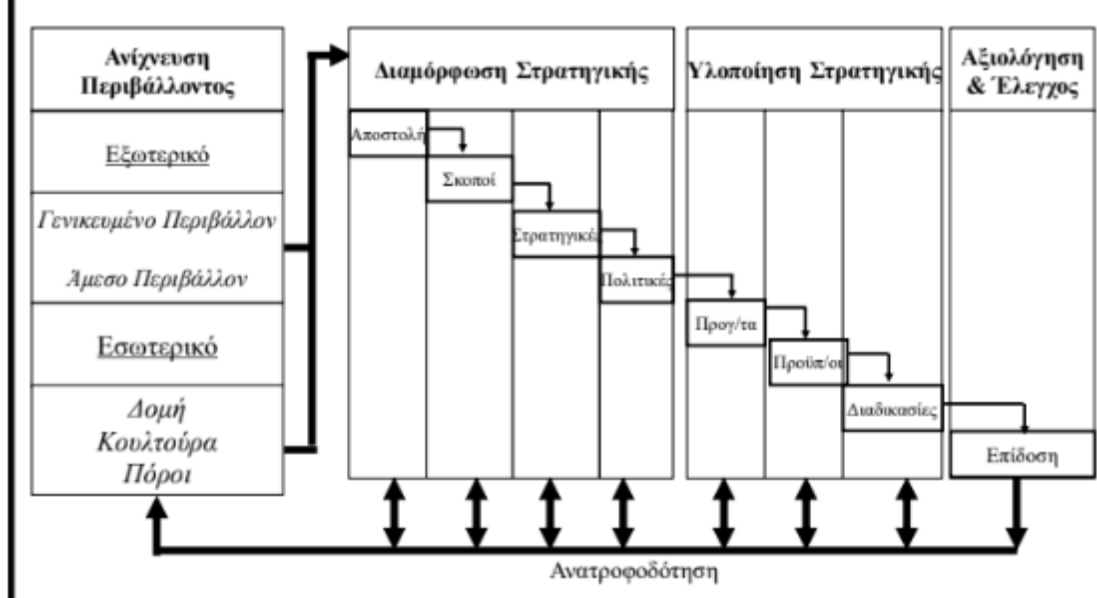 Ανίχνευση
Περιβάλλοντος
Εξωτερικό
Γενικευμένο Περιβάλλον
Άμεσο Περιβάλλον
Εσωτερικό
Δομή
Κουλτούρα
Πόροι
Διαμόρφωση Στρατηγικής
Αποστολή
Σκοποί
Στρατηγικές
Πολιτικές
Υλοποίηση Στρατηγικής
Προγ/τα
Προϋπ/οι
Διαδικασίες
Αξιολόγηση
& Έλεγχος
Επίδοση
Ανατροφοδότηση